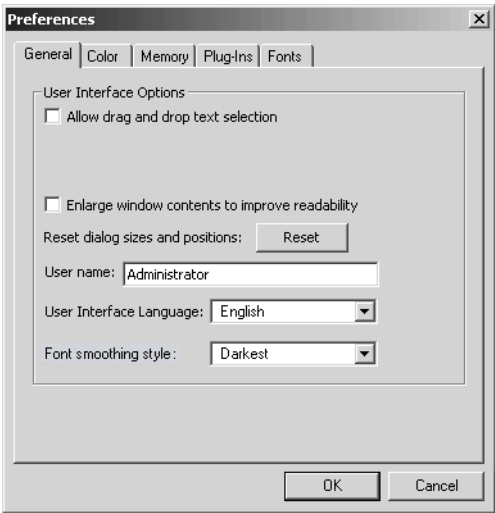 Preferences
General Color Memory Plug-Ins Fonts
User Interface Options
Allow drag and drop text selection
Enlarge window contents to improve readability
Reset dialog sizes and positions: Reset
User name: Administrator
User Interface Language: English
Font smoothing style: Darkest
OK Cancel